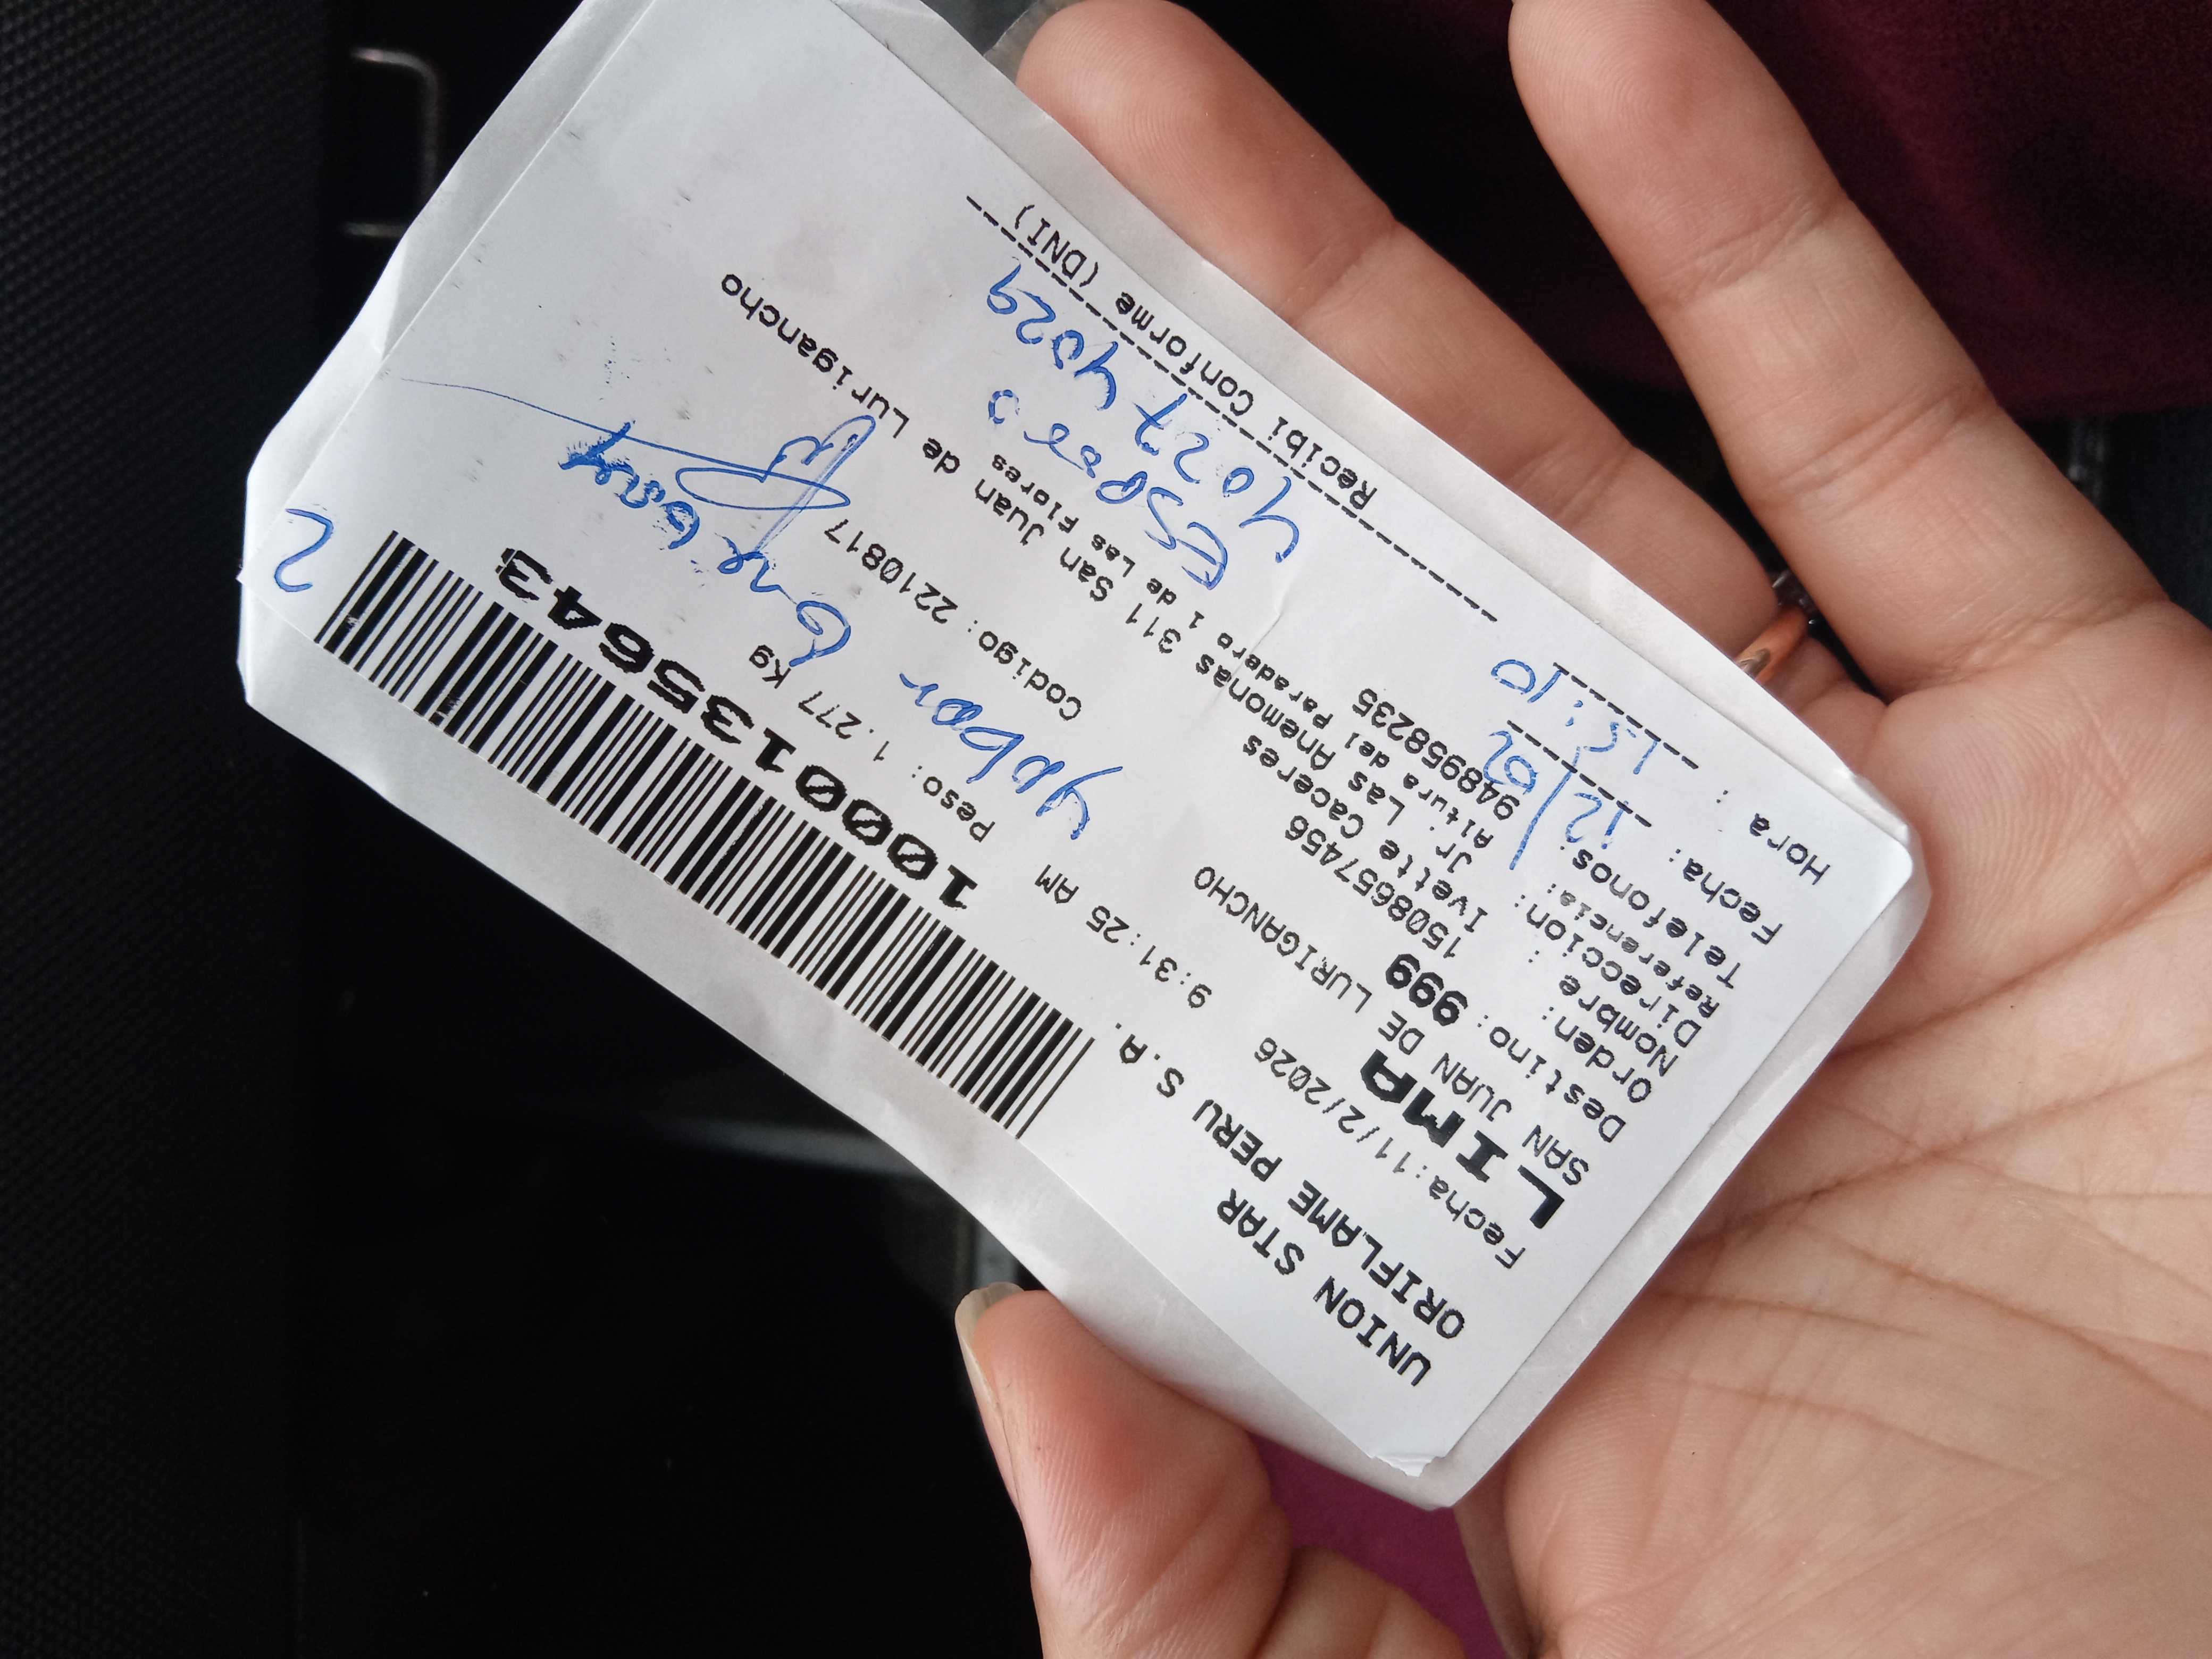 UNION STAR
ORIFLAME PERU S.A.
Fecha:11/2/2026 9:31:25 AM
1000135643
2
LIMA
Peso: 1.277 Kg
SAN JUAN DE LURIGANCHO
Destino: 999
Orden: 1508657456
Codigo: 2210817
Nombre : Ivette Caceres
Direccion: Jr Las Anemonas 311 San Juan de Lurigancho
Referencia: Altura del Paradero 1 de Las Flores
Telefonos: 948958235
Esposo
Fecha: 12/02
40274029
Hora : 15:10
Recibi Conforme (DNI)